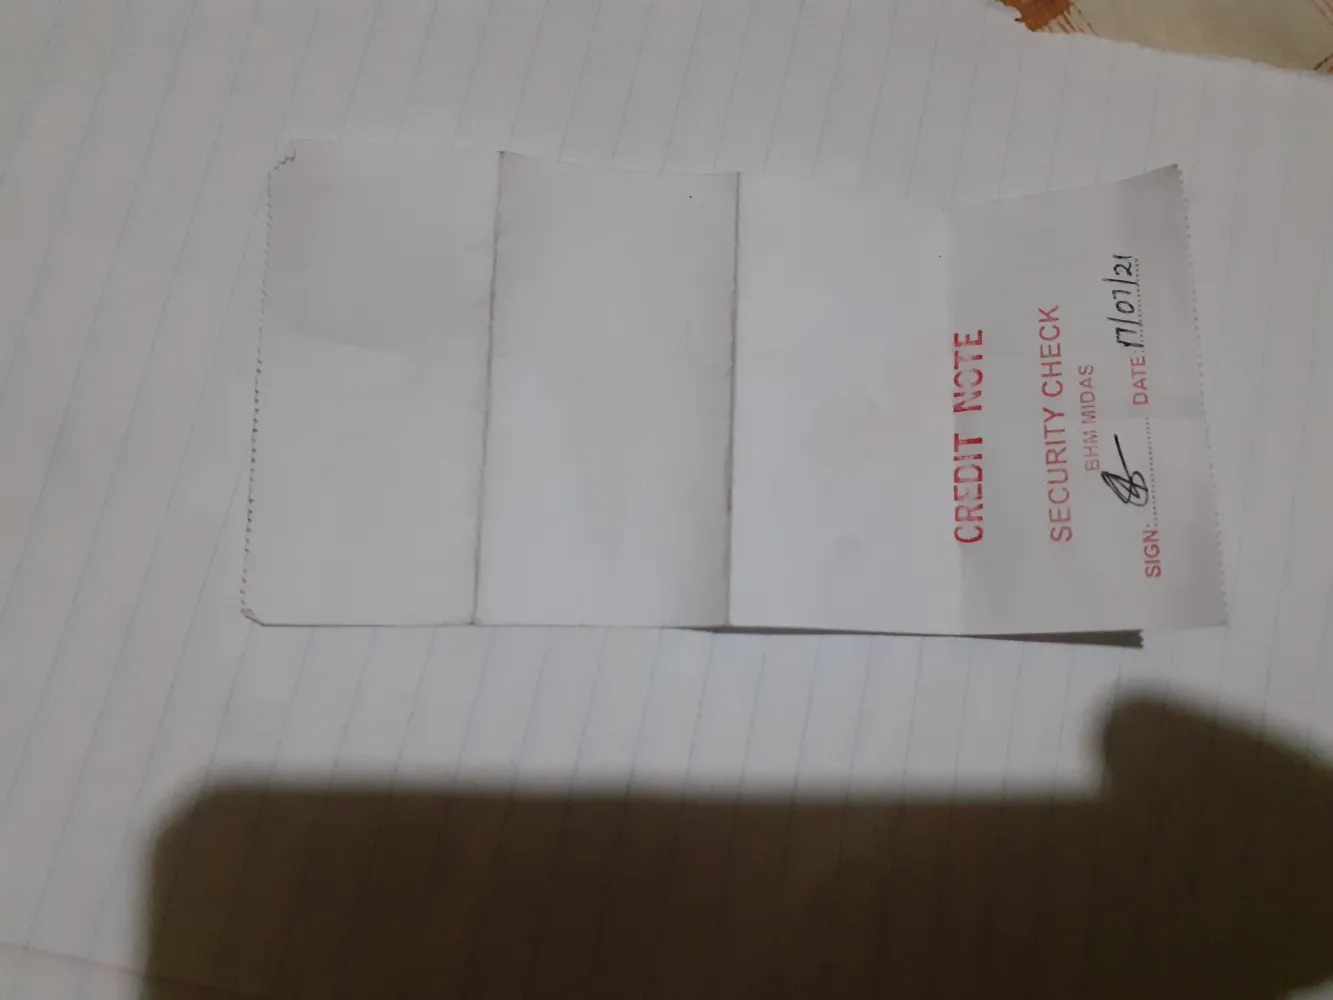 CREDIT NOTE
SECURITY CHECK
BHM MIDAS
SIGN:.................... DATE:17/07/21